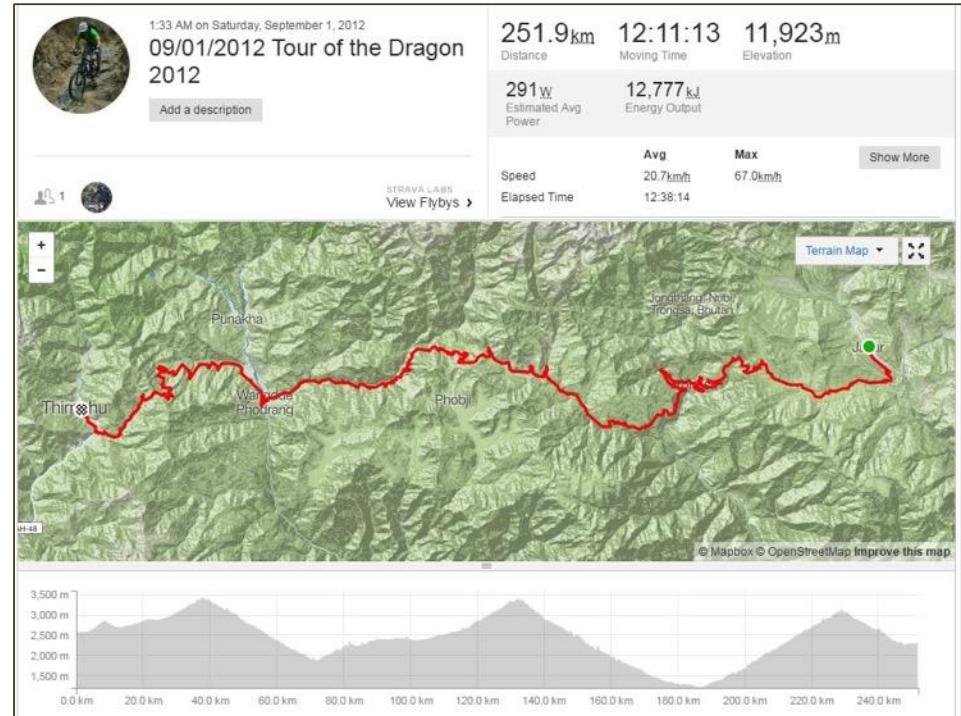 1:33 AM on Saturday, September 1, 2012
09/01/2012 Tour of the Dragon
2012
Add a description
1
STRAVA LABS
View Flybys ›
251.9km 12:11:13 11,923m
Distance Moving Time Elevation
291W 12,777kJ
Estimated Avg Energy Output
Power
Avg Max Show More
Speed 20.7km/h 67.0km/h
Elapsed Time 12:38:14
+
−
Terrain Map
Jongthang, Nubi,
Trongsa, Bhutan
Punakha
Wangdue
Phodrang
Phobji
AH-48
© Mapbox © OpenStreetMap Improve this map
3,500 m
3,000 m
2,500 m
2,000 m
1,500 m
0.0 km 20.0 km 40.0 km 60.0 km 80.0 km 100.0 km 120.0 km 140.0 km 160.0 km 180.0 km 200.0 km 220.0 km 240.0 km